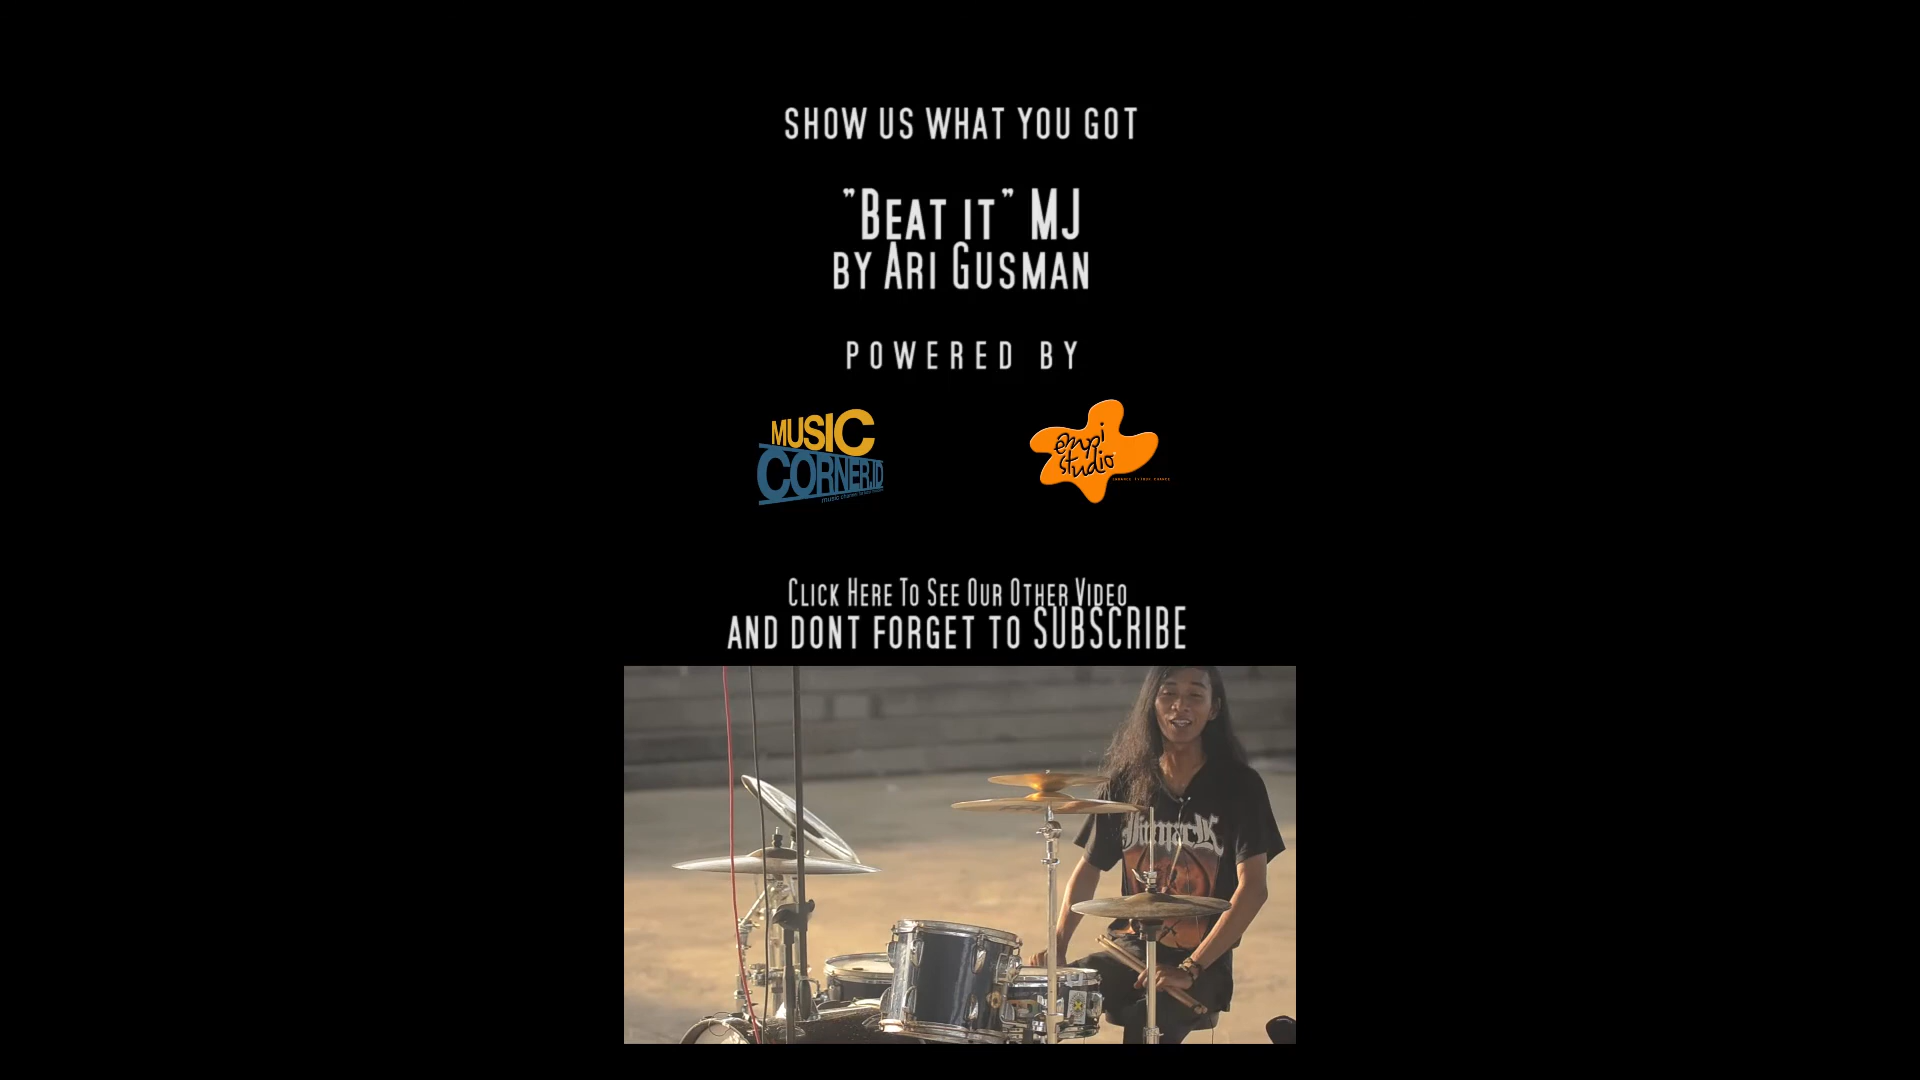 SHOW US WHAT YOU GOT
"BEAT IT" MJ
BY ARI GUSMAN
POWERED BY
MUSIC
CORNER.ID
empi
studio
CLICK HERE TO SEE OUR OTHER VIDEO
AND DONT FORGET TO SUBSCRIBE